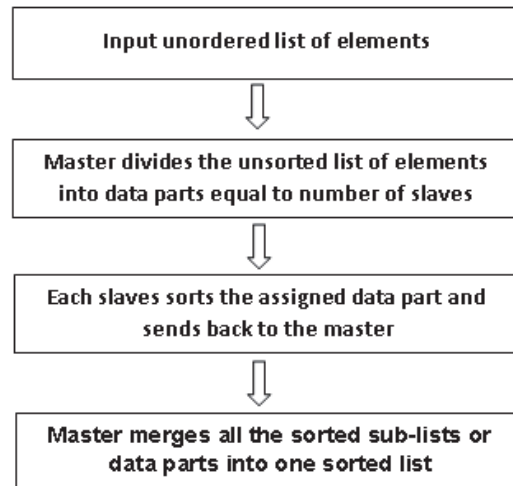 Input unordered list of elements
Master divides the unsorted list of elements
into data parts equal to number of slaves
Each slaves sorts the assigned data part and
sends back to the master
Master merges all the sorted sub-lists or
data parts into one sorted list